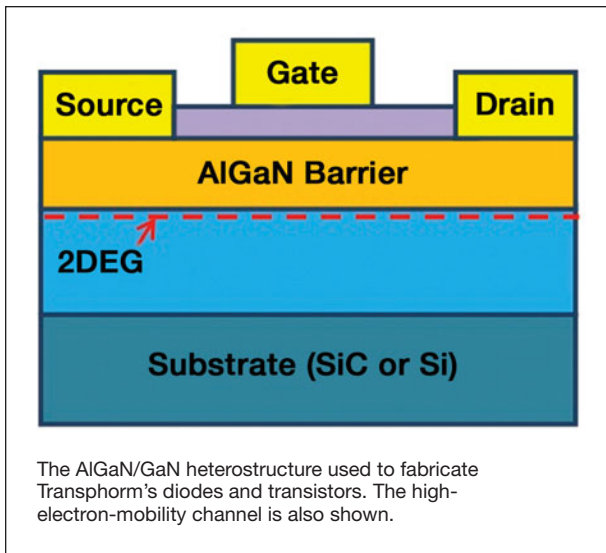 Gate
Source
Drain
AlGaN Barrier
2DEG
Substrate (SiC or Si)
The AlGaN/GaN heterostructure used to fabricate
Transphorm's diodes and transistors. The high-
electron-mobility channel is also shown.